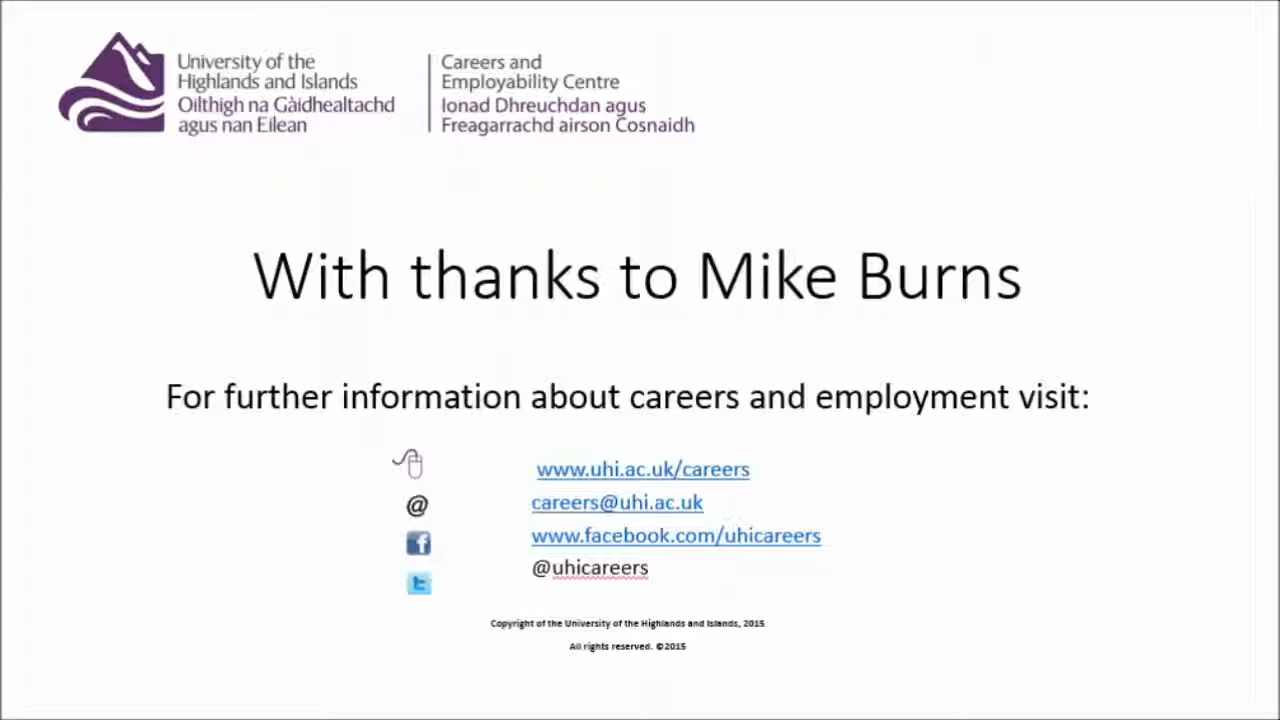 University of the
Highlands and Islands
Oilthigh na Gàidhealtachd
agus nan Eilean
Careers and
Employability Centre
Ionad Dhreuchdan agus
Freagarrachd airson Cosnaidh
With thanks to Mike Burns
For further information about careers and employment visit:
www.uhi.ac.uk/careers
@ careers@uhi.ac.uk
f www.facebook.com/uhicareers
t @uhicareers
Copyright of the University of the Highlands and Islands, 2015
All rights reserved. ©2015